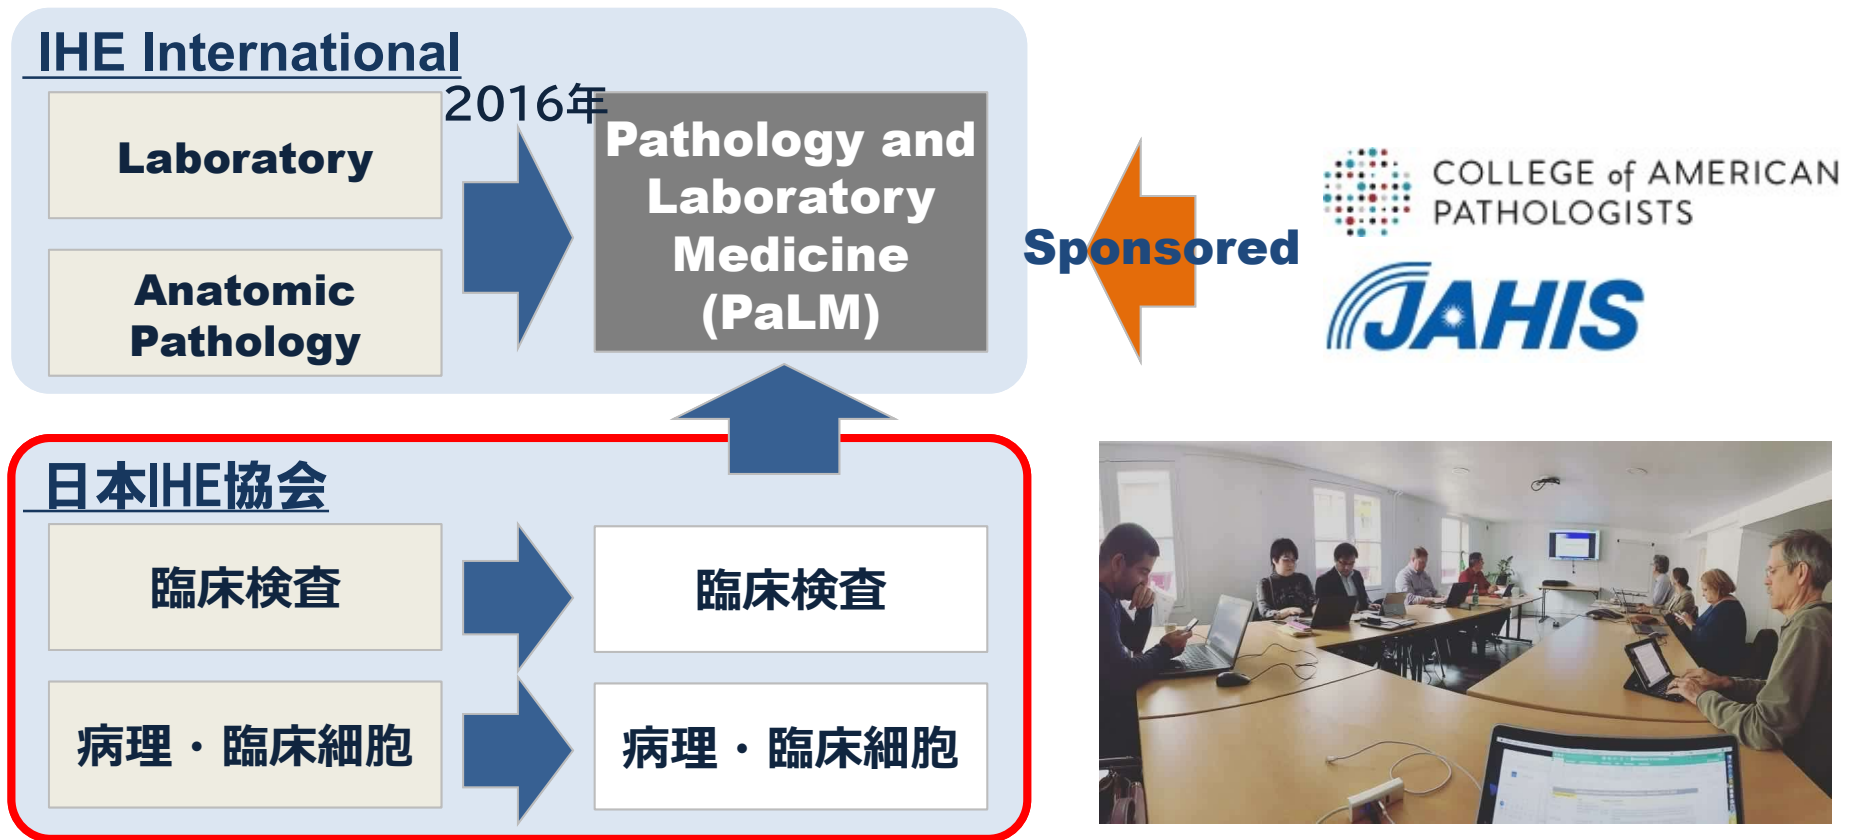 IHE International
2016年
Laboratory
Anatomic
Pathology
Pathology and
Laboratory
Medicine
(PaLM)
Sponsored
COLLEGE of AMERICAN
PATHOLOGISTS
JAHIS
日本IHE協会
臨床検査
臨床検査
病理・臨床細胞
病理・臨床細胞